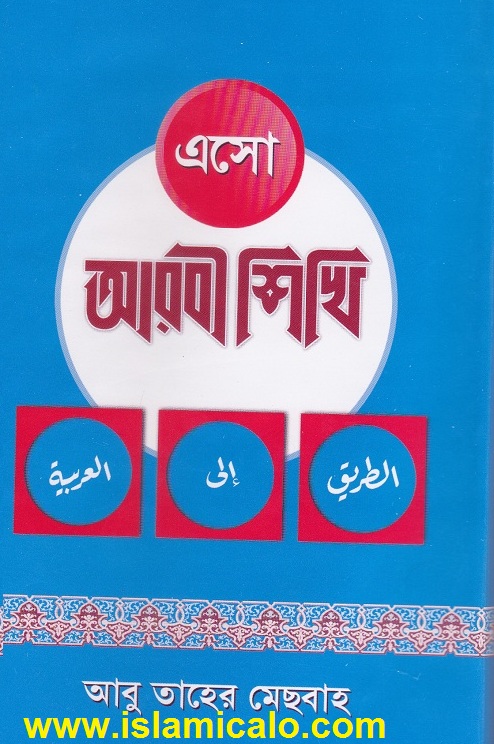 এসো
আরবী শিখি
الطريق إلى العربية
আবু তাহের মেছবাহ
www.islamicalo.com